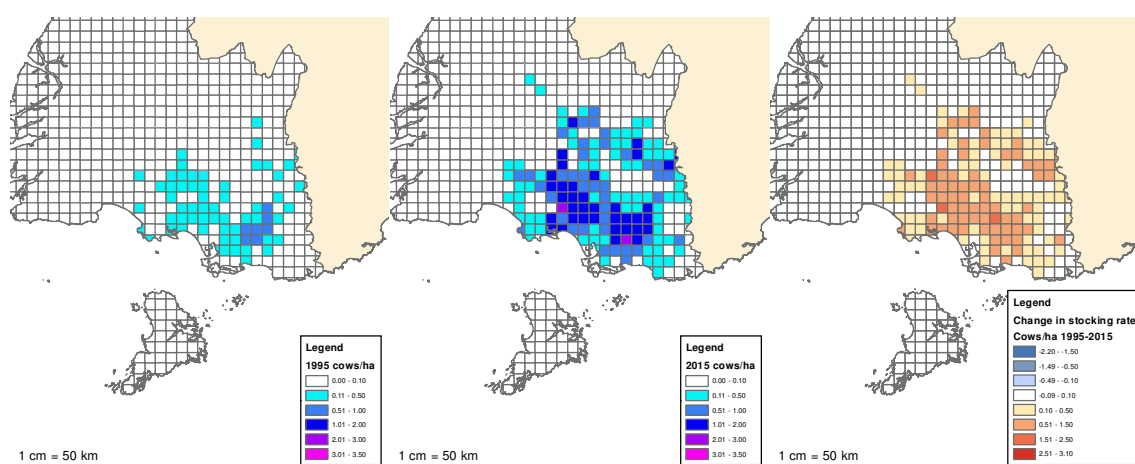 Legend
1995 cows/ha
0.00 - 0.10
0.11 - 0.50
0.51 - 1.00
1.01 - 2.00
2.01 - 3.00
3.01 - 3.50
1 cm = 50 km
Legend
2015 cows/ha
0.00 - 0.10
0.11 - 0.50
0.51 - 1.00
1.01 - 2.00
2.01 - 3.00
3.01 - 3.50
1 cm = 50 km
Legend
Change in stocking rate
Cows/ha 1995-2015
-2.20 - -1.50
-1.49 - -0.50
-0.49 - -0.10
-0.09 - 0.10
0.10 - 0.50
0.51 - 1.50
1.51 - 2.50
2.51 - 3.10
1 cm = 50 km